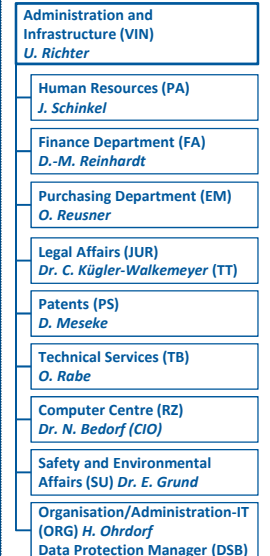 Administration and
Infrastructure (VIN)
U. Richter
Human Resources (PA)
J. Schinkel
Finance Department (FA)
D.-M. Reinhardt
Purchasing Department (EM)
O. Reusner
Legal Affairs (JUR)
Dr. C. Kügler-Walkemeyer (TT)
Patents (PS)
D. Meseke
Technical Services (TB)
O. Rabe
Computer Centre (RZ)
Dr. N. Bedorf (CIO)
Safety and Environmental
Affairs (SU) Dr. E. Grund
Organisation/Administration-IT
(ORG) H. Ohrdorf
Data Protection Manager (DSB)